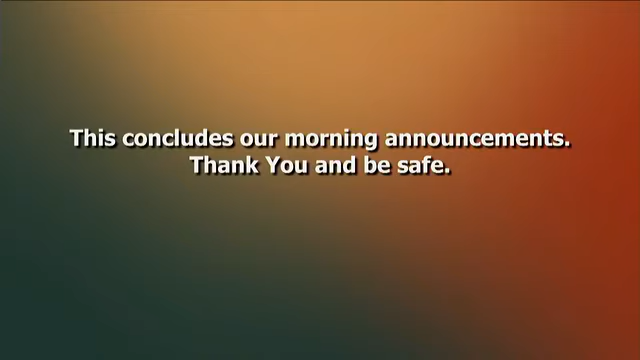 This concludes our morning announcements.
Thank You and be safe.